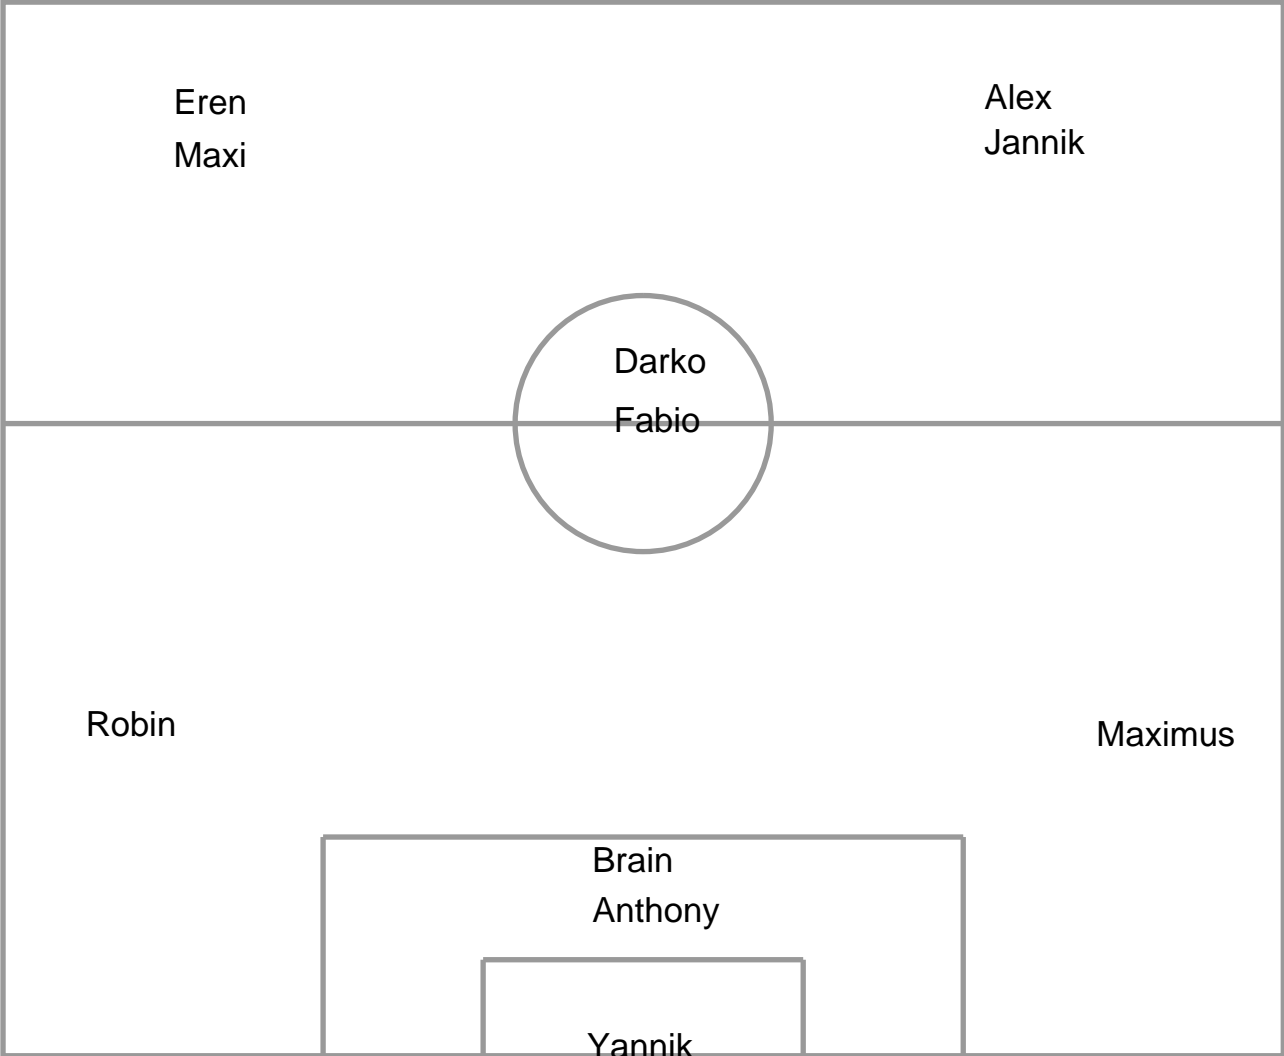 Eren
Maxi
Alex
Jannik
Darko
Fabio
Robin
Maximus
Brain
Anthony
Yannik